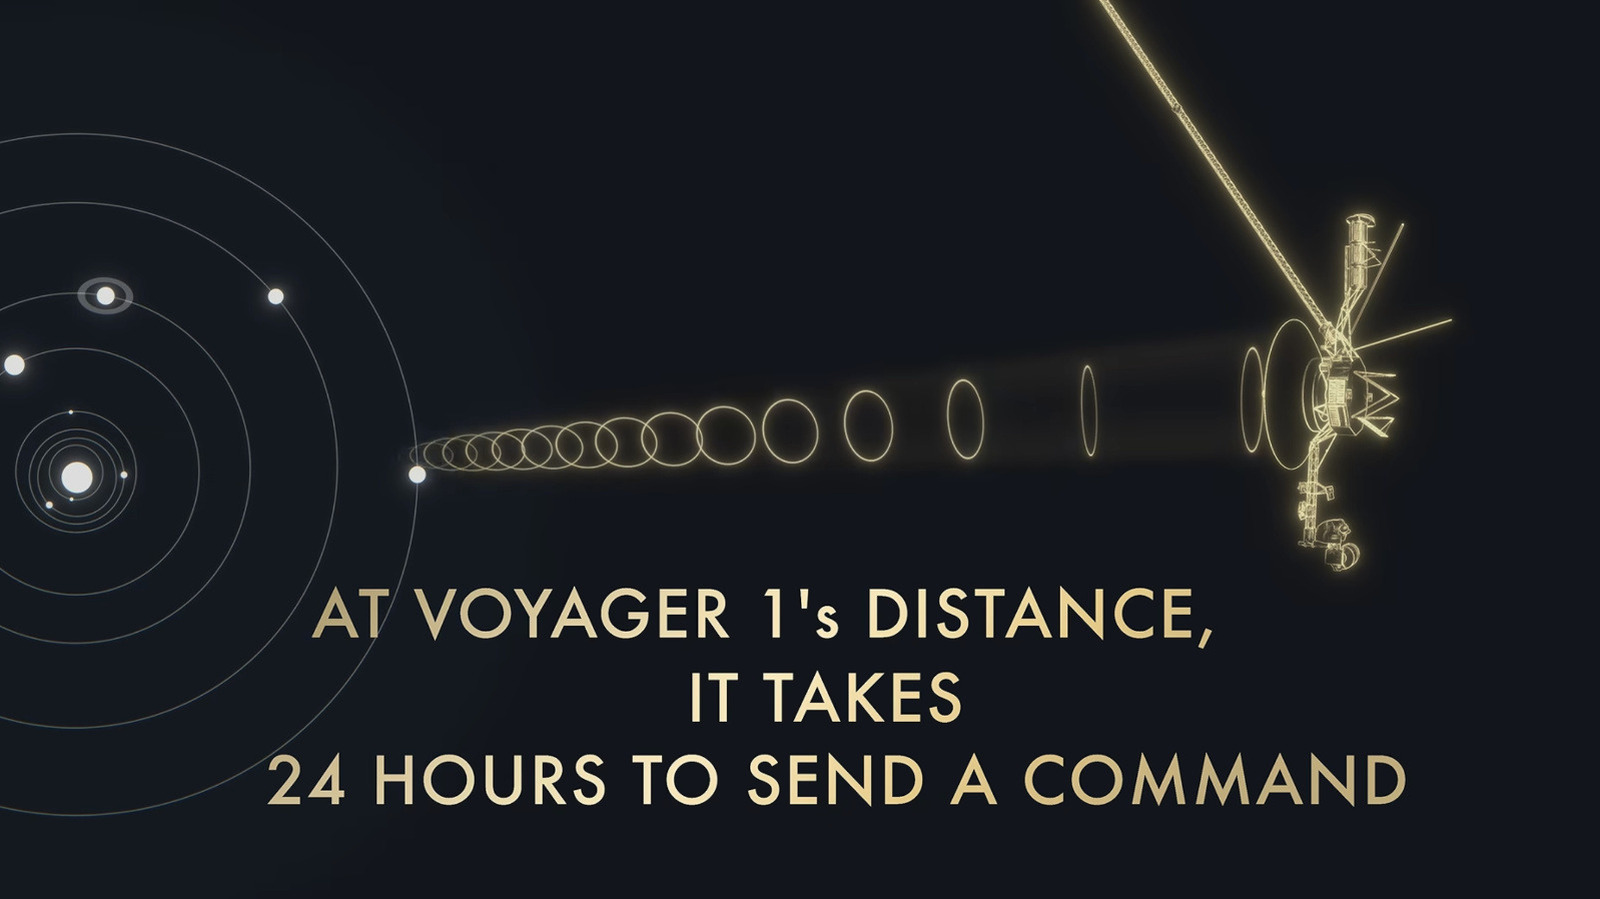 AT VOYAGER 1's DISTANCE,
IT TAKES
24 HOURS TO SEND A COMMAND